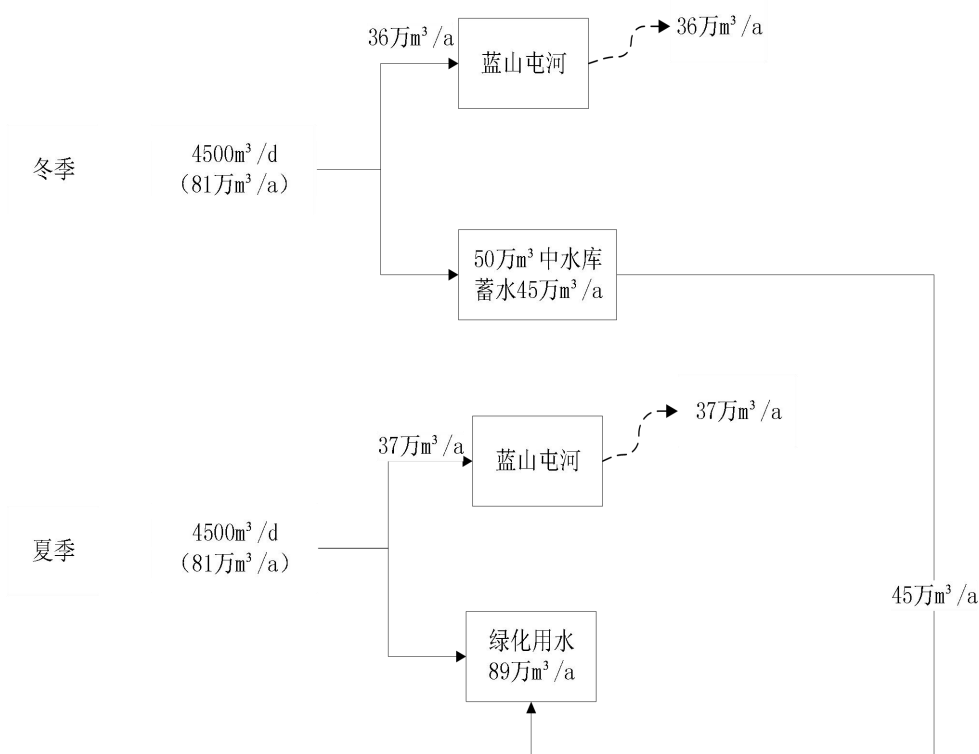 36万m³/a
蓝山屯河
36万m³/a
冬季
4500m³/d
（81万m³/a）
50万m³中水库
蓄水45万m³/a
37万m³/a
蓝山屯河
37万m³/a
夏季
4500m³/d
（81万m³/a）
45万m³/a
绿化用水
89万m³/a